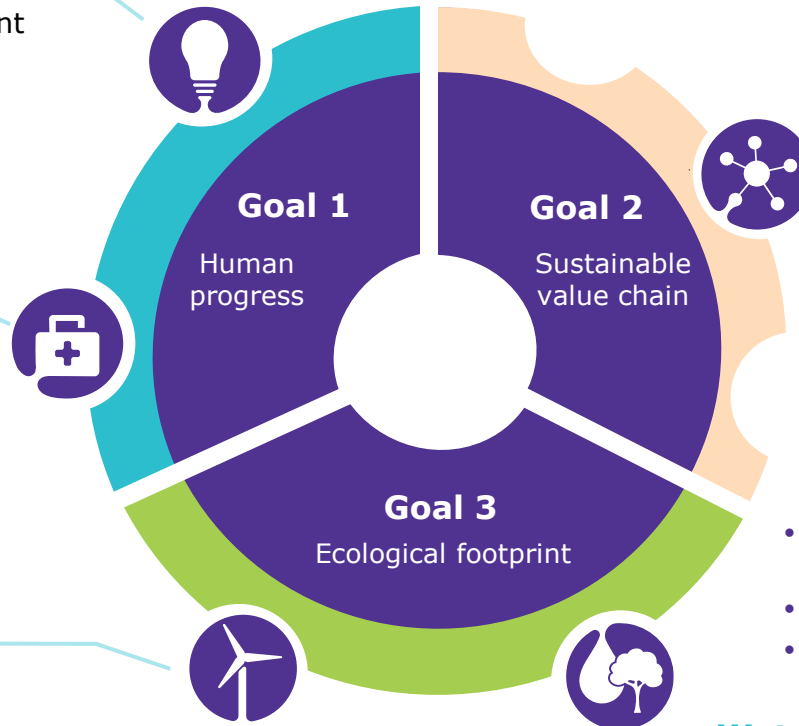 nt
Goal 1
Human
progress
Goal 2
Sustainable
value chain
Goal 3
Ecological footprint